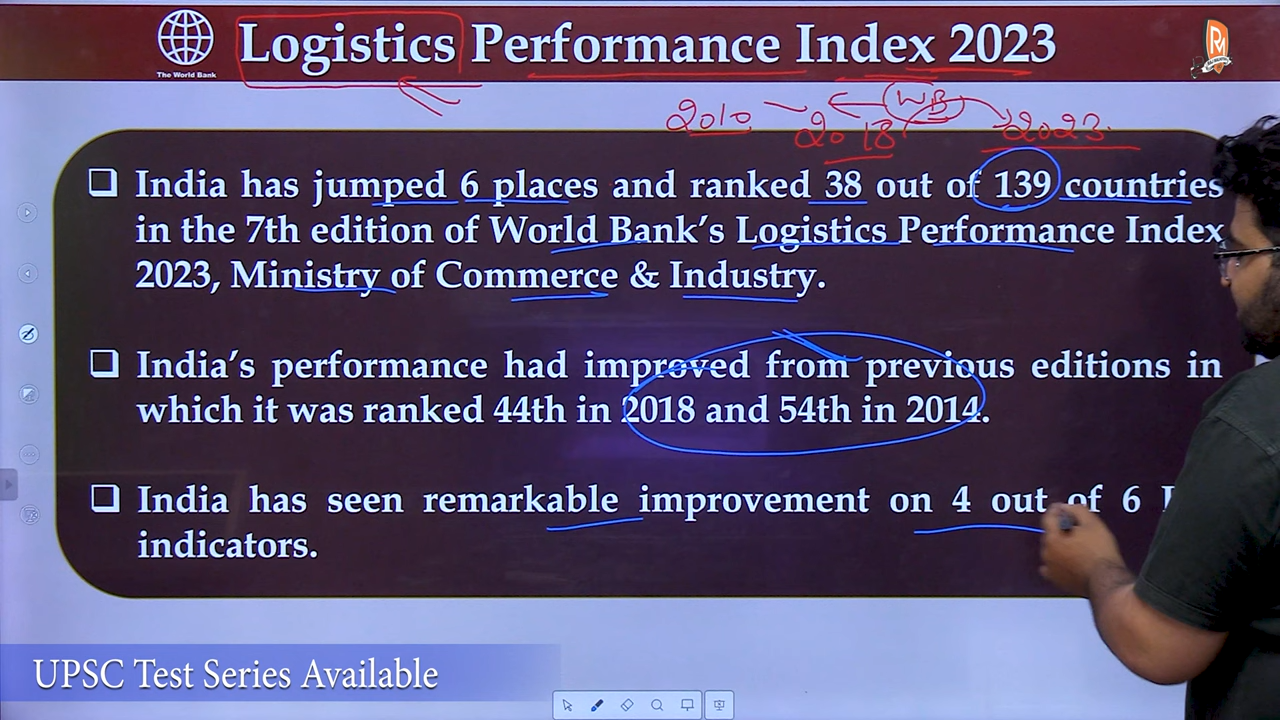 Logistics Performance Index 2023
The World Bank
2010 2018 WB 2023
❑ India has jumped 6 places and ranked 38 out of 139 countries
in the 7th edition of World Bank’s Logistics Performance Index
2023, Ministry of Commerce & Industry.
❑ India’s performance had improved from previous editions in
which it was ranked 44th in 2018 and 54th in 2014.
❑ India has seen remarkable improvement on 4 out of 6
indicators.
UPSC Test Series Available